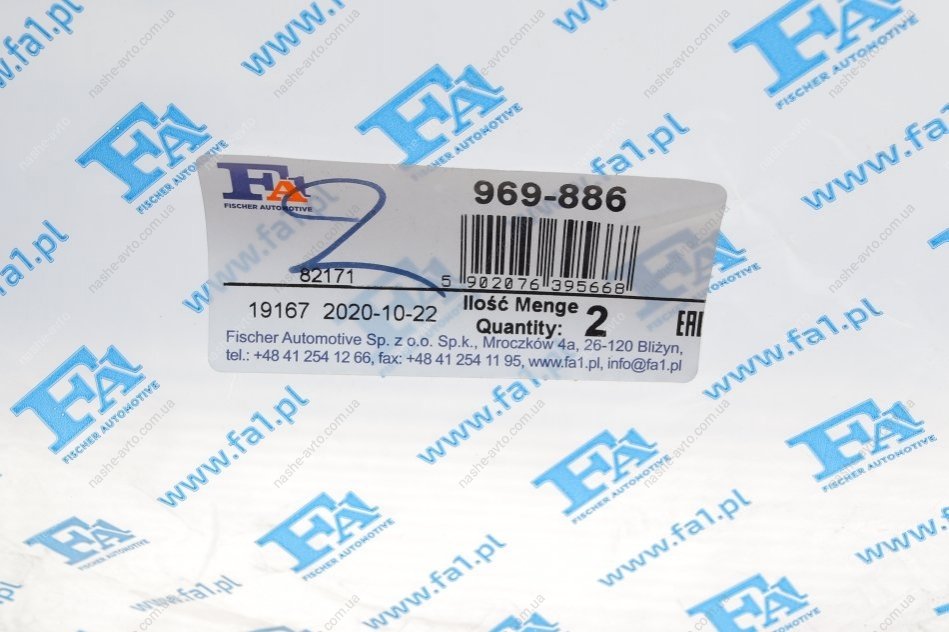 FA1
FISCHER AUTOMOTIVE
2
969-886
82171
5 902076 395668
19167 2020-10-22
Ilość Menge
Quantity: 2
EAC
Fischer Automotive Sp. z o.o. Sp.k., Mroczków 4a, 26-120 Bliżyn,
tel.: +48 41 254 12 66, fax: +48 41 254 11 95, www.fa1.pl, info@fa1.pl
www.fa1.pl
FA1
FISCHER AUTOMOTIVE
nashe-avto.com.ua